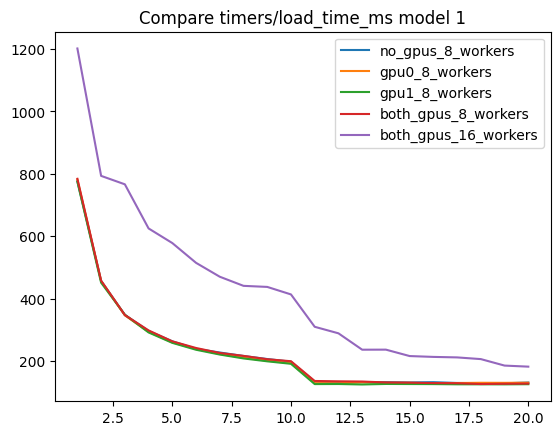 Compare timers/load_time_ms model 1
no_gpus_8_workers
gpu0_8_workers
gpu1_8_workers
both_gpus_8_workers
both_gpus_16_workers
1200
1000
800
600
400
200
2.5 5.0 7.5 10.0 12.5 15.0 17.5 20.0